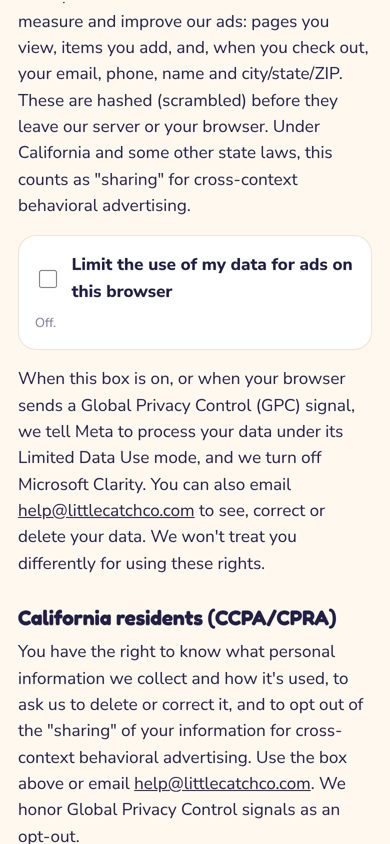 measure and improve our ads: pages you
view, items you add, and, when you check out,
your email, phone, name and city/state/ZIP.
These are hashed (scrambled) before they
leave our server or your browser. Under
California and some other state laws, this
counts as "sharing" for cross-context
behavioral advertising.
Limit the use of my data for ads on
this browser
Off.
When this box is on, or when your browser
sends a Global Privacy Control (GPC) signal,
we tell Meta to process your data under its
Limited Data Use mode, and we turn off
Microsoft Clarity. You can also email
help@littlecatchco.com to see, correct or
delete your data. We won't treat you
differently for using these rights.
California residents (CCPA/CPRA)
You have the right to know what personal
information we collect and how it's used, to
ask us to delete or correct it, and to opt out of
the "sharing" of your information for cross-
context behavioral advertising. Use the box
above or email help@littlecatchco.com. We
honor Global Privacy Control signals as an
opt-out.